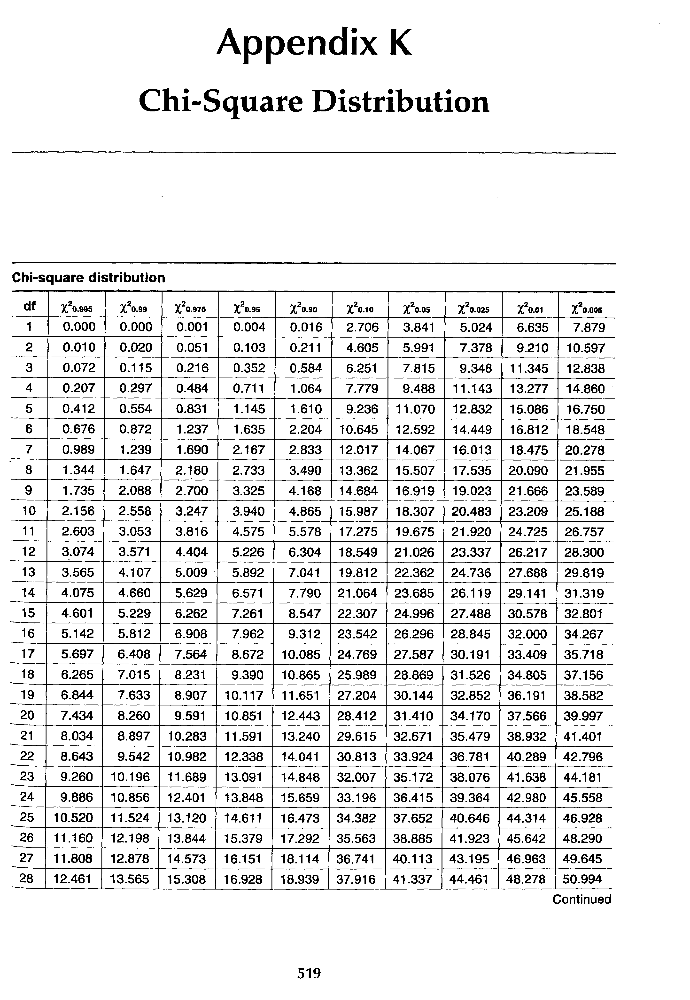 Appendix K
Chi-Square Distribution
Chi-square distribution
df χ²0.995 χ²0.99 χ²0.975 χ²0.95 χ²0.90 χ²0.10 χ²0.05 χ²0.025 χ²0.01 χ²0.005
1 0.000 0.000 0.001 0.004 0.016 2.706 3.841 5.024 6.635 7.879
2 0.010 0.020 0.051 0.103 0.211 4.605 5.991 7.378 9.210 10.597
3 0.072 0.115 0.216 0.352 0.584 6.251 7.815 9.348 11.345 12.838
4 0.207 0.297 0.484 0.711 1.064 7.779 9.488 11.143 13.277 14.860
5 0.412 0.554 0.831 1.145 1.610 9.236 11.070 12.832 15.086 16.750
6 0.676 0.872 1.237 1.635 2.204 10.645 12.592 14.449 16.812 18.548
7 0.989 1.239 1.690 2.167 2.833 12.017 14.067 16.013 18.475 20.278
8 1.344 1.647 2.180 2.733 3.490 13.362 15.507 17.535 20.090 21.955
9 1.735 2.088 2.700 3.325 4.168 14.684 16.919 19.023 21.666 23.589
10 2.156 2.558 3.247 3.940 4.865 15.987 18.307 20.483 23.209 25.188
11 2.603 3.053 3.816 4.575 5.578 17.275 19.675 21.920 24.725 26.757
12 3.074 3.571 4.404 5.226 6.304 18.549 21.026 23.337 26.217 28.300
13 3.565 4.107 5.009 5.892 7.041 19.812 22.362 24.736 27.688 29.819
14 4.075 4.660 5.629 6.571 7.790 21.064 23.685 26.119 29.141 31.319
15 4.601 5.229 6.262 7.261 8.547 22.307 24.996 27.488 30.578 32.801
16 5.142 5.812 6.908 7.962 9.312 23.542 26.296 28.845 32.000 34.267
17 5.697 6.408 7.564 8.672 10.085 24.769 27.587 30.191 33.409 35.718
18 6.265 7.015 8.231 9.390 10.865 25.989 28.869 31.526 34.805 37.156
19 6.844 7.633 8.907 10.117 11.651 27.204 30.144 32.852 36.191 38.582
20 7.434 8.260 9.591 10.851 12.443 28.412 31.410 34.170 37.566 39.997
21 8.034 8.897 10.283 11.591 13.240 29.615 32.671 35.479 38.932 41.401
22 8.643 9.542 10.982 12.338 14.041 30.813 33.924 36.781 40.289 42.796
23 9.260 10.196 11.689 13.091 14.848 32.007 35.172 38.076 41.638 44.181
24 9.886 10.856 12.401 13.848 15.659 33.196 36.415 39.364 42.980 45.558
25 10.520 11.524 13.120 14.611 16.473 34.382 37.652 40.646 44.314 46.928
26 11.160 12.198 13.844 15.379 17.292 35.563 38.885 41.923 45.642 48.290
27 11.808 12.878 14.573 16.151 18.114 36.741 40.113 43.195 46.963 49.645
28 12.461 13.565 15.308 16.928 18.939 37.916 41.337 44.461 48.278 50.994
Continued
519